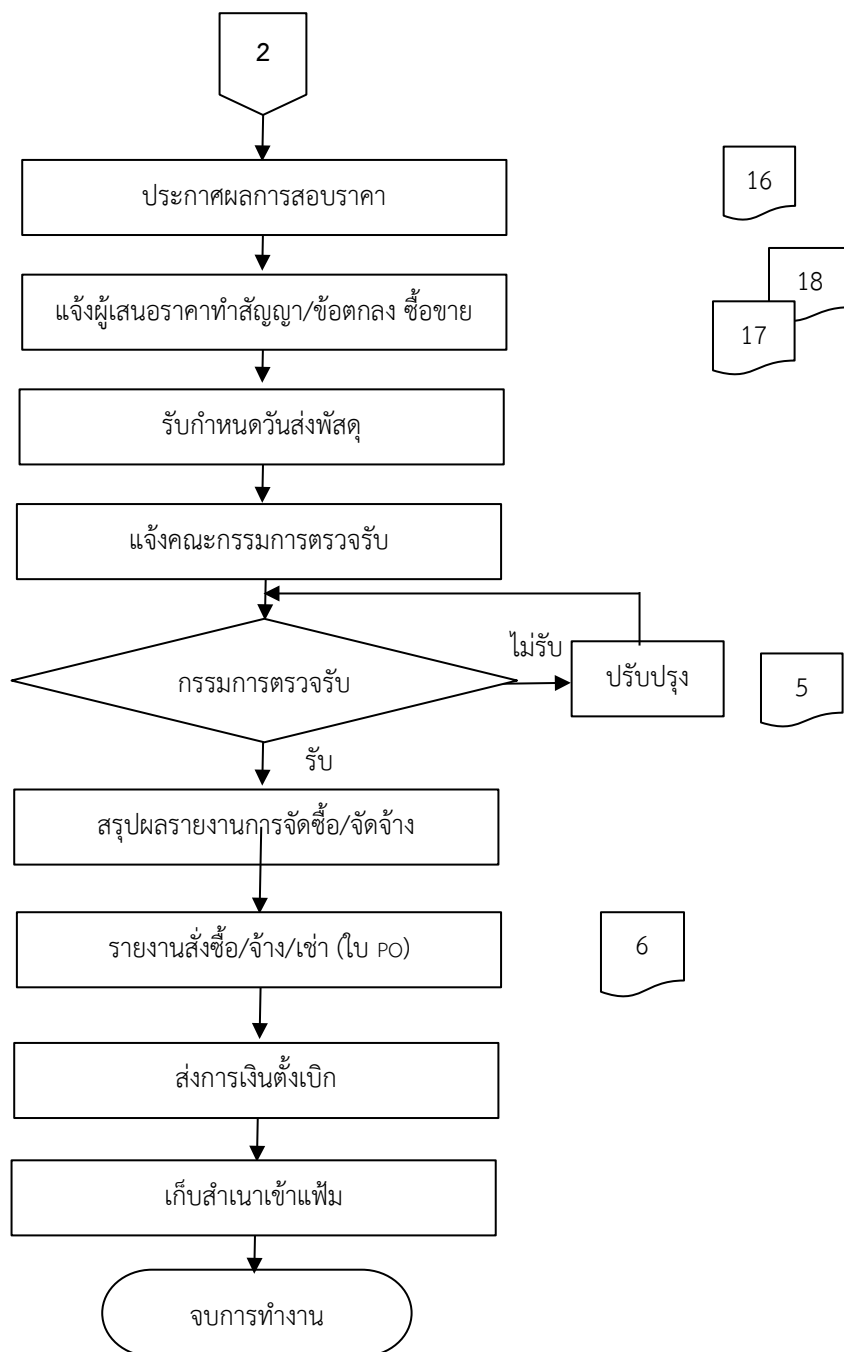 2
ประกาศผลการสอบราคา
16
แจ้งผู้เสนอราคาทำสัญญา/ข้อตกลง ซื้อขาย
18
17
รับกำหนดวันส่งพัสดุ
แจ้งคณะกรรมการตรวจรับ
ไม่รับ
กรรมการตรวจรับ
ปรับปรุง
5
รับ
สรุปผลรายงานการจัดซื้อ/จัดจ้าง
รายงานสั่งซื้อ/จ้าง/เช่า (ใบ PO)
6
ส่งการเงินตั้งเบิก
เก็บสำเนาเข้าแฟ้ม
จบการทำงาน